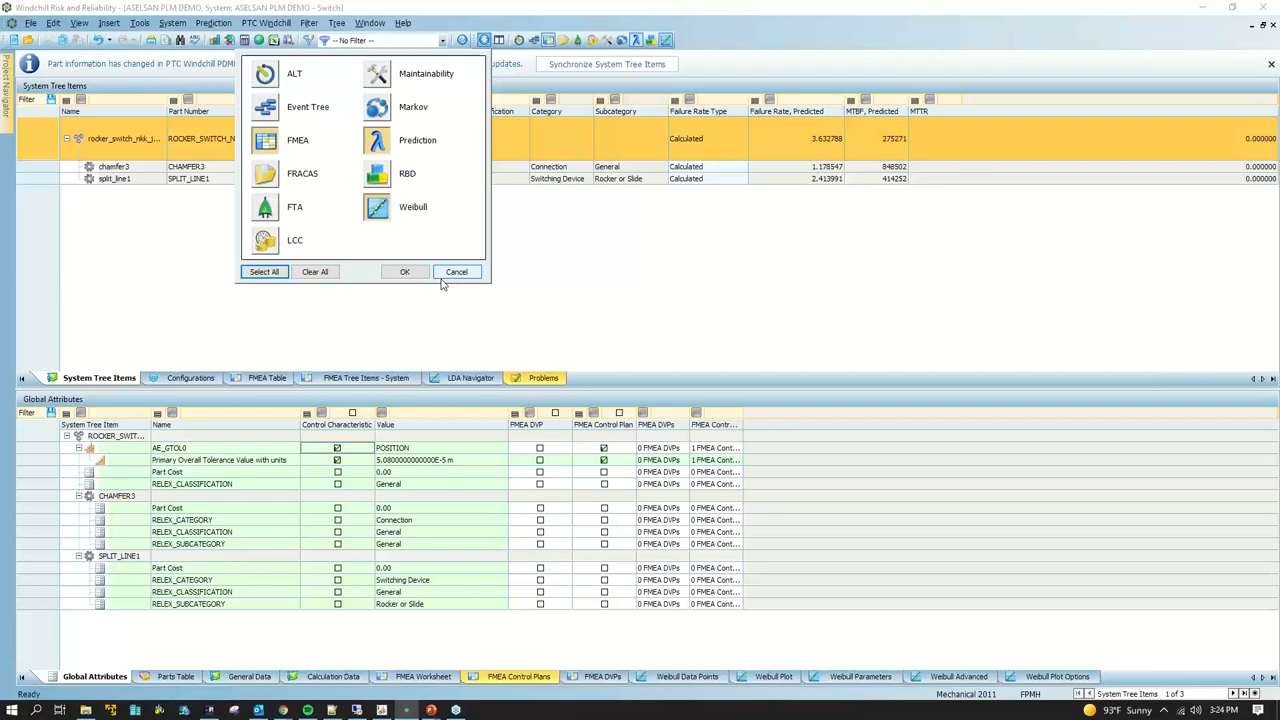 Windchill Risk and Reliability - [ASELSAN PLM DEMO, System: ASELSAN PLM DEMO - Switch]
File Edit View Insert Tools System Prediction PTC Windchill Filter Tree Window Help
-- No Filter --
Project Navigator
Part information has changed in PTC Windchill PDM
updates.
Synchronize System Tree Items
System Tree Items
Filter
Name Part Number Category Subcategory Failure Rate Type Failure Rate, Predicted MTBF, Predicted MTTR
rocker_switch_nkk_j... ROCKER_SWITCH_N Calculated 3.632788 275271 0.000000
chamfer3 CHAMFER3 Connection General Calculated 1.178547 848502 0.000000
split_line1 SPLIT_LINE1 Switching Device Rocker or Slide Calculated 2.413991 414252 0.000000
ALT Maintainability
Event Tree Markov
FMEA Prediction
FRACAS RBD
FTA Weibull
LCC
Select All Clear All OK Cancel
System Tree Items Configurations FMEA Table FMEA Tree Items - System LDA Navigator Problems
Global Attributes
Filter
System Tree Item Name Control Characteristic Value FMEA DVP FMEA Control Plan FMEA DVPs FMEA Contr...
ROCKER_SWIT...
AE_GTOL0 POSITION 0 FMEA DVPs 1 FMEA Cont...
Primary Overall Tolerance Value with units 5.0800000000000E-5 m 0 FMEA DVPs 1 FMEA Cont...
Part Cost 0.00 0 FMEA DVPs 0 FMEA Cont...
RELEX_CLASSIFICATION General 0 FMEA DVPs 0 FMEA Cont...
CHAMFER3
Part Cost 0.00 0 FMEA DVPs 0 FMEA Cont...
RELEX_CATEGORY Connection 0 FMEA DVPs 0 FMEA Cont...
RELEX_CLASSIFICATION General 0 FMEA DVPs 0 FMEA Cont...
RELEX_SUBCATEGORY General 0 FMEA DVPs 0 FMEA Cont...
SPLIT_LINE1
Part Cost 0.00 0 FMEA DVPs 0 FMEA Cont...
RELEX_CATEGORY Switching Device 0 FMEA DVPs 0 FMEA Cont...
RELEX_CLASSIFICATION General 0 FMEA DVPs 0 FMEA Cont...
RELEX_SUBCATEGORY Rocker or Slide 0 FMEA DVPs 0 FMEA Cont...
Global Attributes Parts Table General Data Calculation Data FMEA Worksheet FMEA Control Plans FMEA DVPs Weibull Data Points Weibull Plot Weibull Parameters Weibull Advanced Weibull Plot Options
Ready Mechanical 2011 FPMH System Tree Items 1 of 3
93°F Sunny 3:24 PM